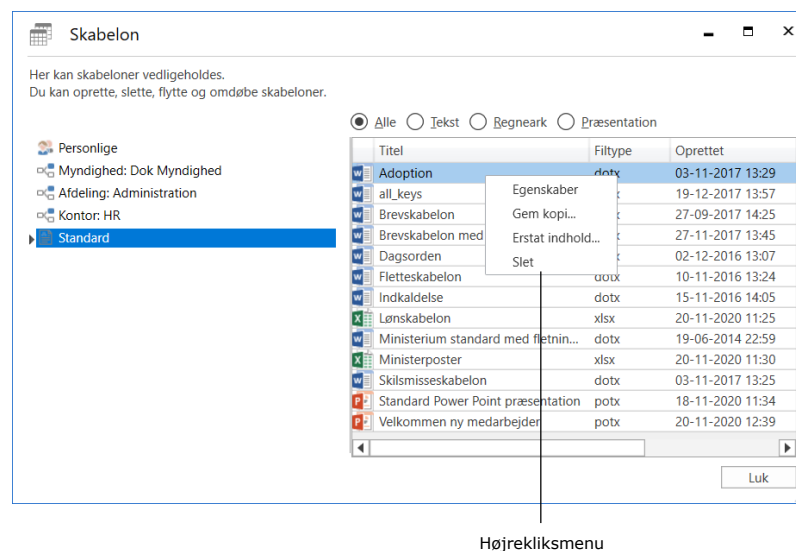 Skabelon
Her kan skabeloner vedligeholdes.
Du kan oprette, slette, flytte og omdøbe skabeloner.
Alle Tekst Regneark Præsentation
Personlige
Myndighed: Dok Myndighed
Afdeling: Administration
Kontor: HR
Standard
Titel Filtype Oprettet
Adoption dotx 03-11-2017 13:29
all_keys 19-12-2017 13:57
Brevskabelon 27-09-2017 14:25
Brevskabelon med 27-11-2017 13:45
Dagsorden 02-12-2016 13:07
Fletteskabelon dotx 10-11-2016 13:24
Indkaldelse dotx 15-11-2016 14:05
Lønskabelon xlsx 20-11-2020 11:25
Ministerium standard med fletnin... dotx 19-06-2014 22:59
Ministerposter xlsx 20-11-2020 11:30
Skilsmisseskabelon dotx 03-11-2017 13:25
Standard Power Point præsentation potx 18-11-2020 11:34
Velkommen ny medarbejder potx 20-11-2020 12:39
Egenskaber
Gem kopi...
Erstat indhold...
Slet
Luk
Højrekliksmenu